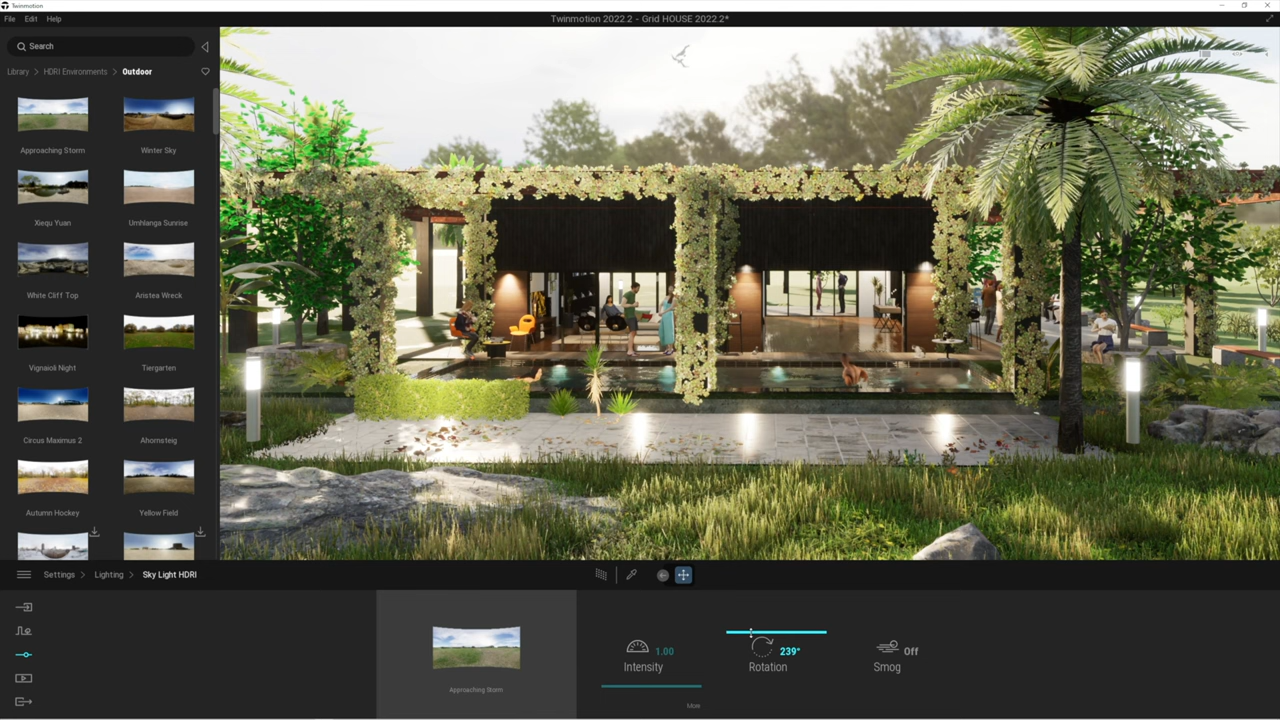 Twinmotion
File Edit Help
Twinmotion 2022.2 - Grid HOUSE 2022.2*
Search
Library > HDRI Environments > Outdoor
Approaching Storm
Winter Sky
Xiequ Yuan
Umhlanga Sunrise
White Cliff Top
Aristea Wreck
Vignaioli Night
Tiergarten
Circus Maximus 2
Ahornsteig
Autumn Hockey
Yellow Field
Settings > Lighting > Sky Light HDRI
Approaching Storm
1.00
Intensity
239°
Rotation
Off
Smog
More